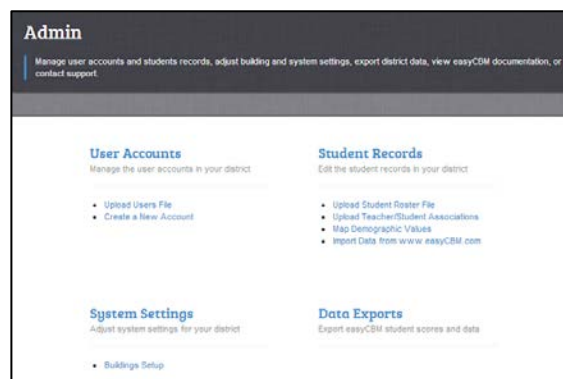 Admin
Manage user accounts and students records, adjust building and system settings, export district data, view easyCBM documentation, or
contact support.
User Accounts
Manage the user accounts in your district
• Upload Users File
• Create a New Account
Student Records
Edit the student records in your district
• Upload Student Roster File
• Upload Teacher/Student Associations
• Map Demographic Values
• Import Data from www.easyCBM.com
System Settings
Adjust system settings for your district
• Buildings Setup
Data Exports
Export easyCBM student scores and data